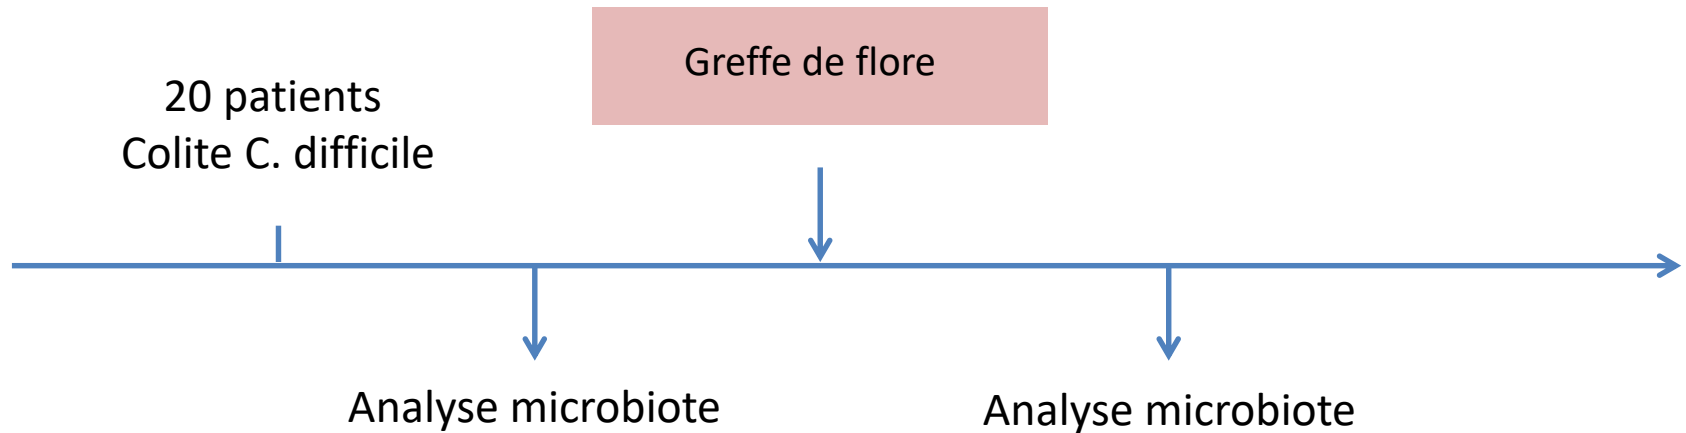 Greffe de flore
20 patients
Colite C. difficile
Analyse microbiote
Analyse microbiote